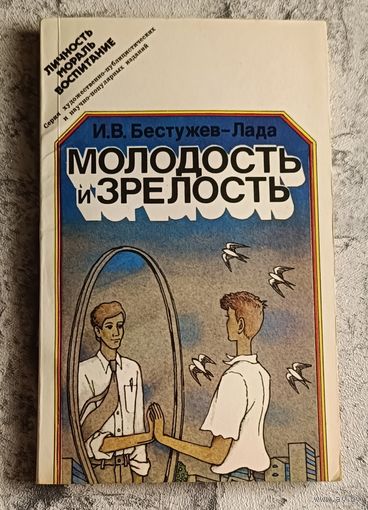 ЛИЧНОСТЬ
МОРАЛЬ
ВОСПИТАНИЕ
Серия художественно-публицистических
и научно-популярных изданий
И.В. Бестужев-Лада
МОЛОДОСТЬ
и ЗРЕЛОСТЬ